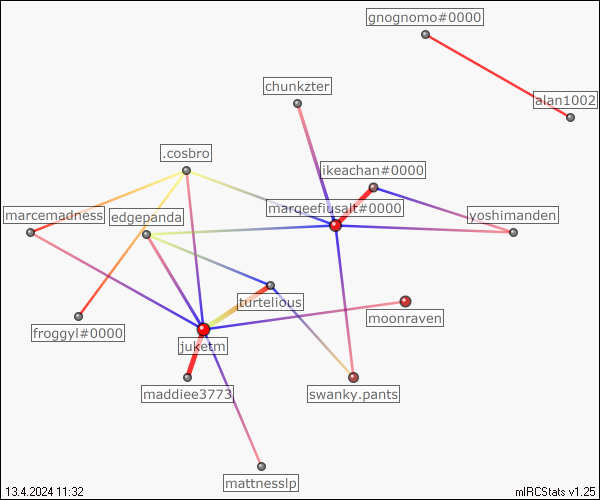 gnognomo#0000
chunkzter
alan1002
.cosbro
ikeachan#0000
marcemadness
edgepanda
margeefiusalt#0000
yoshimanden
turtelious
froggyl#0000
juketm
moonraven
maddiee3773
swanky.pants
mattnesslp
13.4.2024 11:32
mIRCStats v1.25